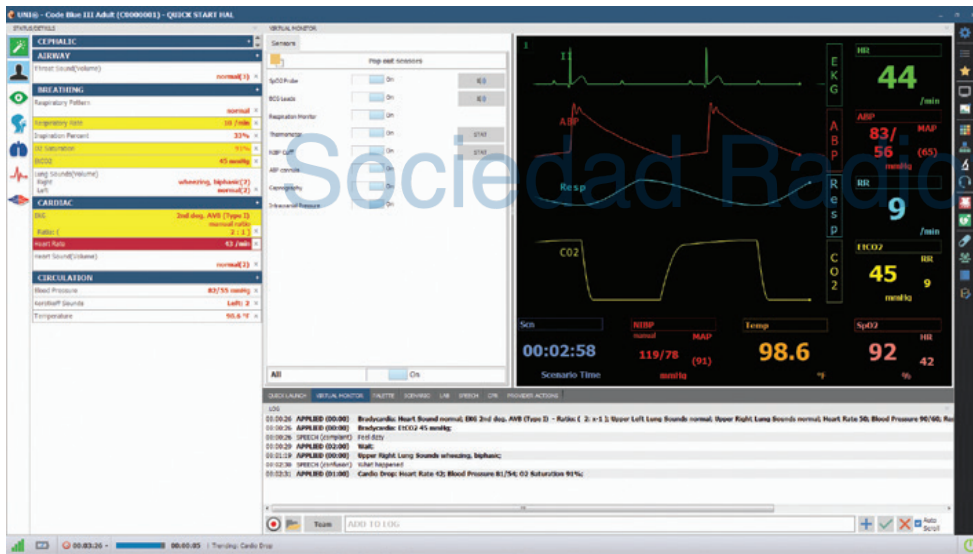 UNI® - Code Blue III Adult (C0000001) - QUICK START HAL
STATUS/DETAILS
CEPHALIC
AIRWAY
Throat Sound(Volume)
normal(1)
BREATHING
Respiratory Pattern
normal
Respiratory Rate
10 /min
Inspiration Percent
33%
O2 Saturation
91%
EtCO2
45 mmHg
Lung Sounds(Volume)
Right wheezing, biphasic(2)
Left normal(2)
CARDIAC
EKG 2nd deg. AVB (Type I)
manual ratio
Ratio: ( 2 : 1 )
Heart Rate 43 /min
Heart Sound(Volume)
normal(2)
CIRCULATION
Blood Pressure 82/55 mmHg
Korotkoff Sounds Left: 2
Temperature 98.6 °F
VIRTUAL MONITOR
Sensors
Pop out sensors
SpO2 Probe On
ECG Leads On
Respiration Monitor On
Thermometer On START
NIBP Cuff On START
ABP cannula On
Capnography On
Intracranial Pressure On
All On
1
II
ABP
Resp
CO2
EKG
ABP
Resp
CO2
HR
44
/min
ABP
83/
56
MAP
(65)
mmHg
RR
9
/min
EtCO2
45
RR
9
mmHg
Scn
00:02:58
Scenario Time
NIBP
manual
MAP
119/78
(91)
mmHg
Temp
98.6
°F
SpO2
92
HR
42
%
Sociedad Radio
QUICK LAUNCH VIRTUAL MONITOR PALETTE SCENARIO LAB SPEECH CPR PROVIDER ACTIONS
LOG
00:00:26 APPLIED (00:00) Bradycardia: Heart Sound normal; EKG 2nd deg. AVB (Type I) - Ratio: ( 2: x-1 ); Upper Left Lung Sounds normal; Upper Right Lung Sounds normal; Heart Rate 50; Blood Pressure 90/60;
00:00:26 APPLIED (00:00) Bradycardia: EtCO2 45 mmHg;
00:00:26 SPEECH (complaint) Feel dizzy
00:00:29 APPLIED (02:00) Wait;
00:01:19 APPLIED (00:00) Upper Right Lung Sounds wheezing, biphasic;
00:02:30 SPEECH (confusion) What happened
00:02:31 APPLIED (01:00) Cardio Drop: Heart Rate 42; Blood Pressure 81/54; O2 Saturation 91%;
Team
ADD TO LOG
Auto Scroll
00:03:26
00:00:05
Trending: Cardio Drop